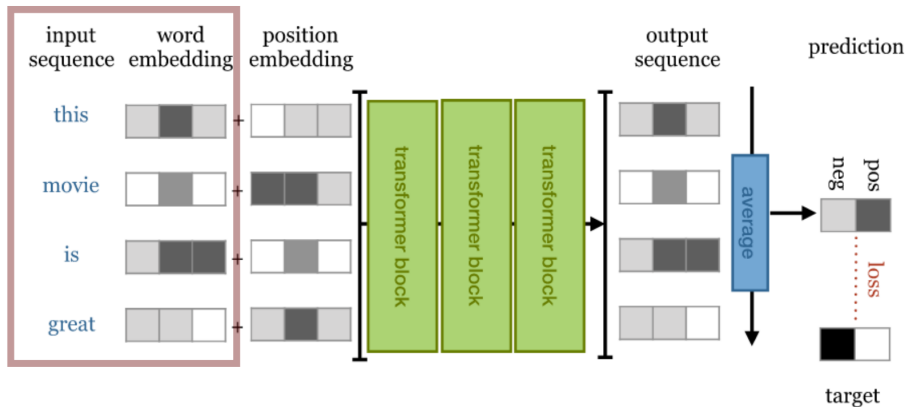 input
sequence
word
embedding
position
embedding
output
sequence
prediction
this
+
movie
+
is
+
great
+
transformer block
transformer block
transformer block
average
neg
pos
loss
target